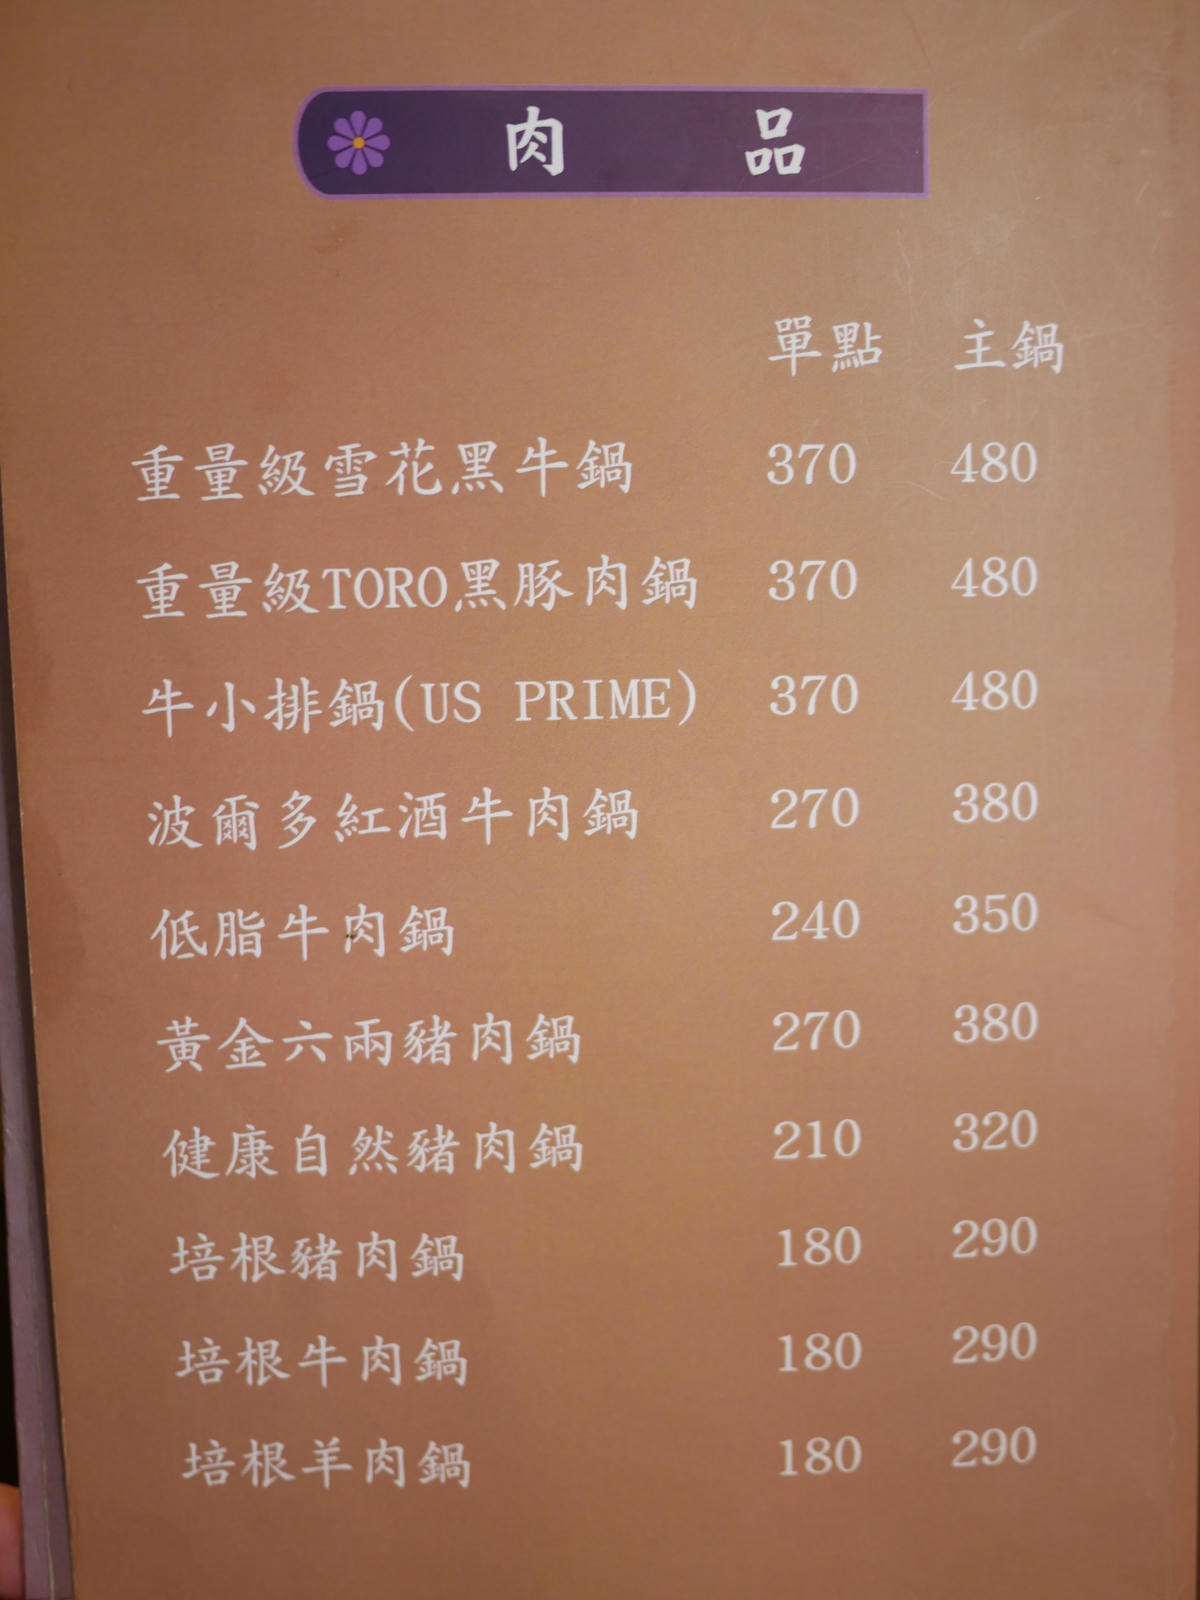 肉品
單點 主鍋
重量級雪花黑牛鍋 370 480
重量級TORO黑豚肉鍋 370 480
牛小排鍋(US PRIME) 370 480
波爾多紅酒牛肉鍋 270 380
低脂牛肉鍋 240 350
黃金六兩豬肉鍋 270 380
健康自然豬肉鍋 210 320
培根豬肉鍋 180 290
培根牛肉鍋 180 290
培根羊肉鍋 180 290